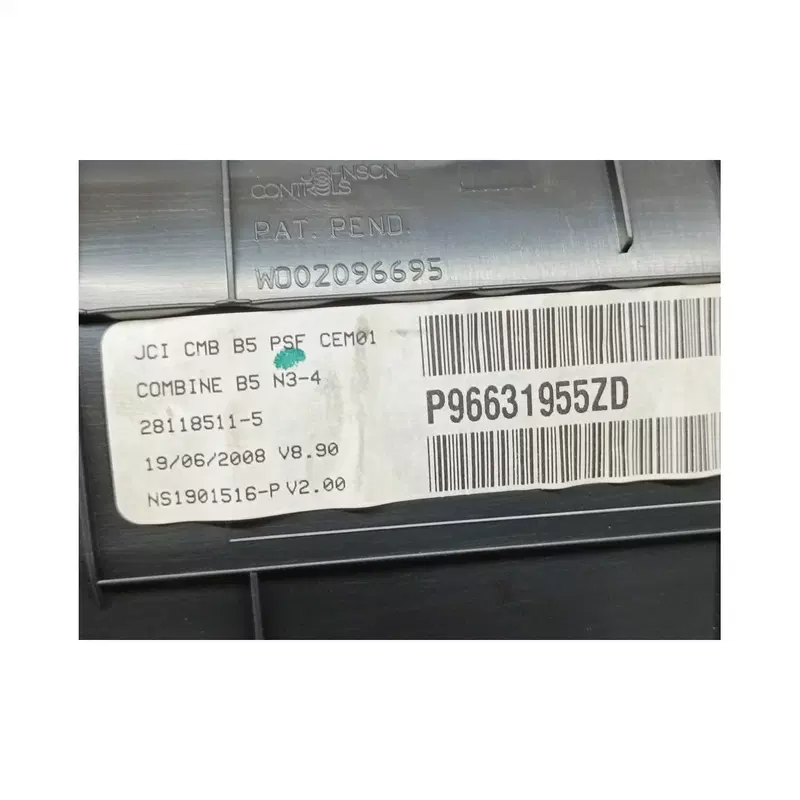 JOHNSON
CONTROLS
PAT. PEND.
WO02096695
JCI CMB B5 PSF CEM01
COMBINE B5 N3-4
28118511-5
19/06/2008 V8.90
NS1901516-P V2.00
P96631955ZD